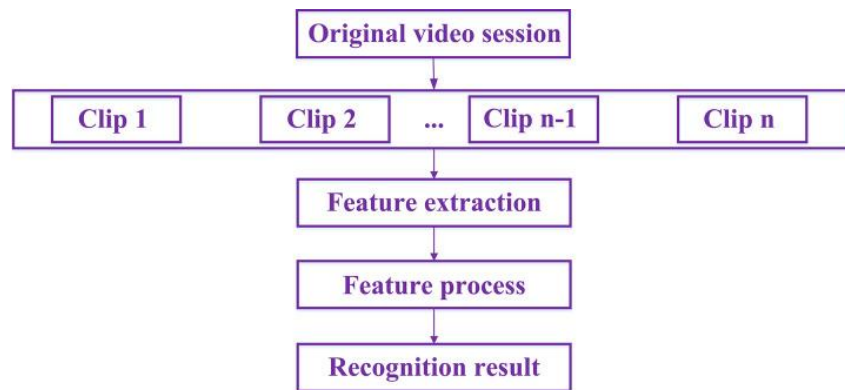 Original video session
Clip 1 Clip 2 ... Clip n-1 Clip n
Feature extraction
Feature process
Recognition result